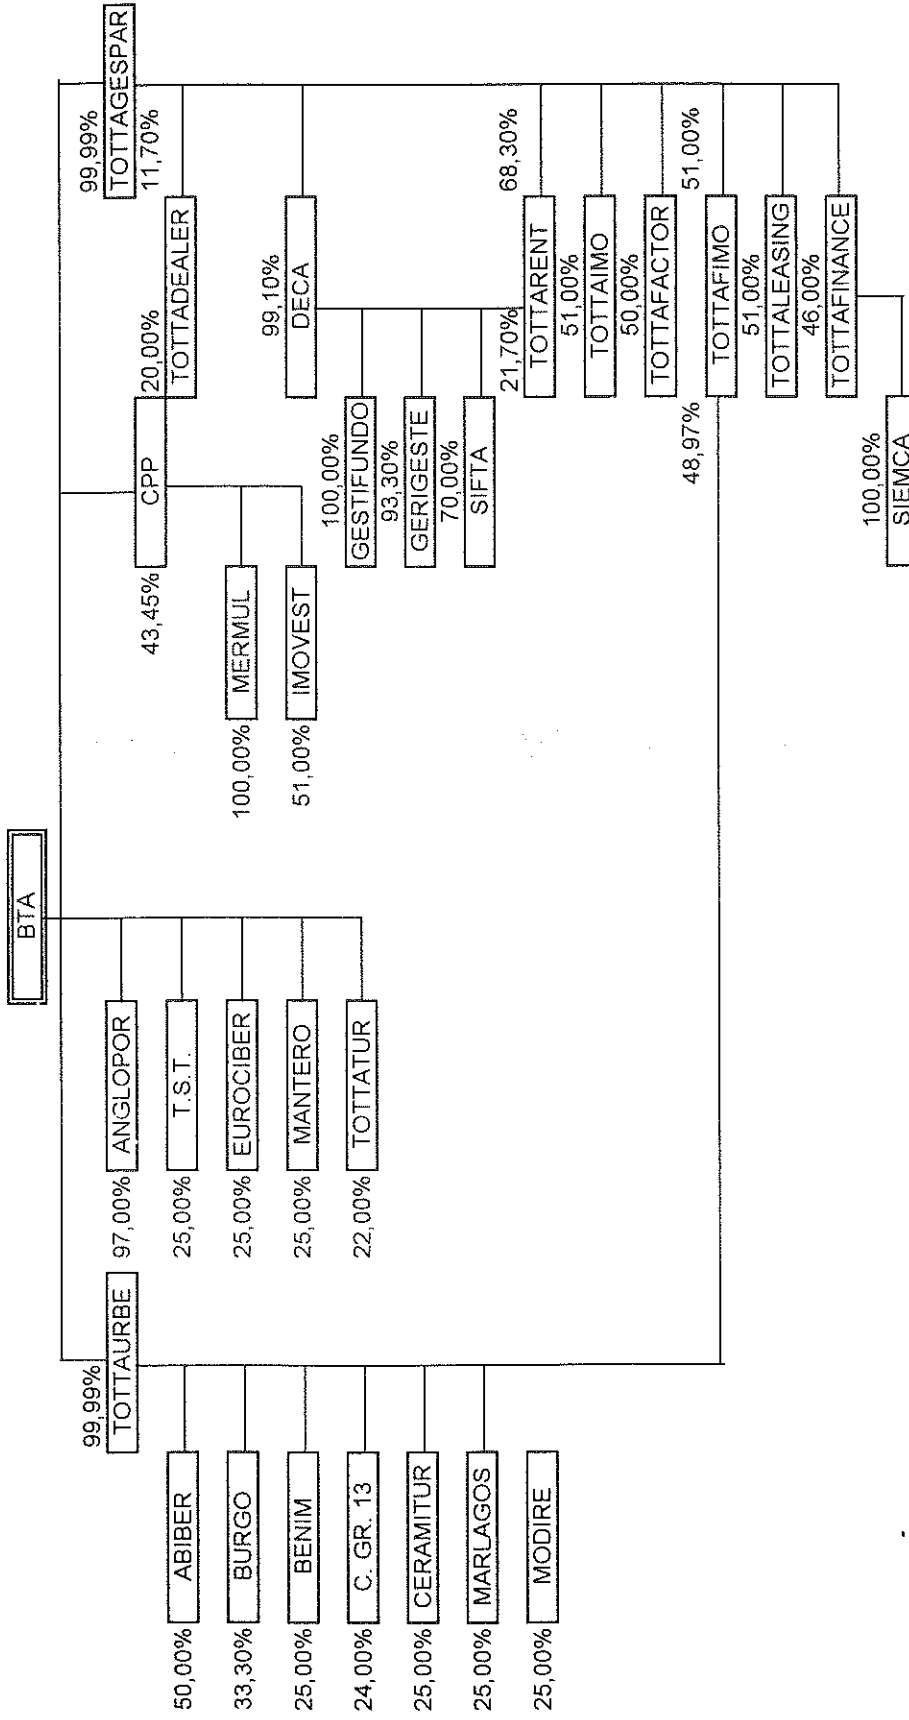 BTA
99,99%
TOTTAURBE
50,00%
ABIBER
33,30%
BURGO
25,00%
BENIM
24,00%
C. GR. 13
25,00%
CERAMITUR
25,00%
MARLAGOS
25,00%
MODIRE
97,00%
ANGLOPOR
25,00%
T.S.T.
25,00%
EUROCIBER
25,00%
MANTERO
22,00%
TOTTATUR
43,45%
CPP
100,00%
MERMUL
51,00%
IMOVEST
99,99%
TOTTAGESPAR
11,70%
20,00%
TOTTADEALER
99,10%
DECA
100,00%
GESTIFUNDO
93,30%
GERIGESTE
70,00%
SIFTA
21,70%
68,30%
TOTTARENT
51,00%
TOTTAIMO
50,00%
TOTTAFACTOR
48,97%
51,00%
TOTTAFIMO
51,00%
TOTTALEASING
46,00%
TOTTAFINANCE
100,00%
SIEMCA